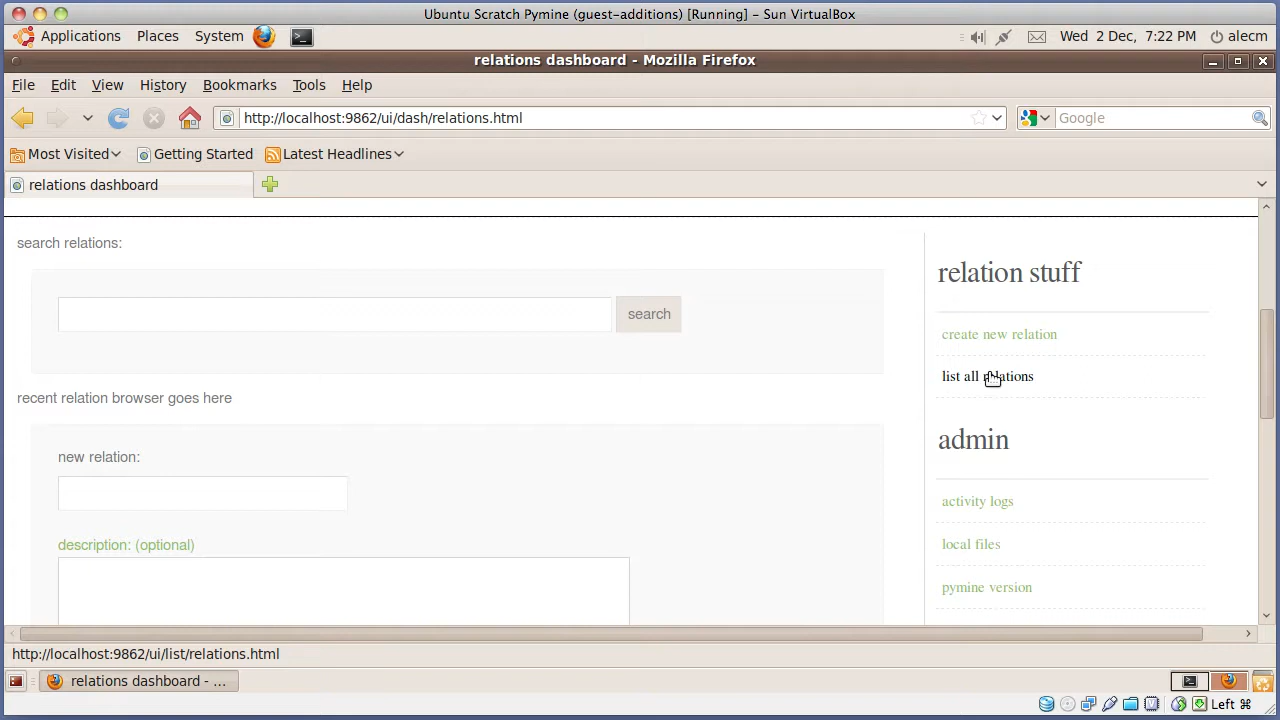 Ubuntu Scratch Pymine (guest-additions) [Running] – Sun VirtualBox
Applications Places System Wed 2 Dec, 7:22 PM alecm
relations dashboard - Mozilla Firefox
File Edit View History Bookmarks Tools Help
http://localhost:9862/ui/dash/relations.html Google
Most Visited Getting Started Latest Headlines
relations dashboard
search relations:
search
recent relation browser goes here
new relation:
description: (optional)
relation stuff
create new relation
list all relations
admin
activity logs
local files
pymine version
http://localhost:9862/ui/list/relations.html
relations dashboard - ...
Left ⌘